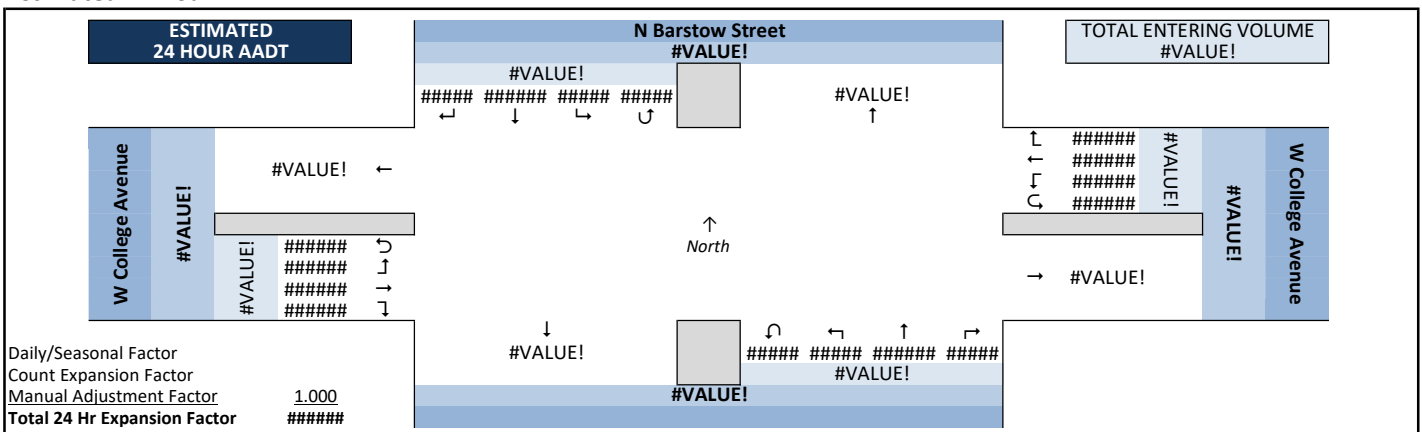 ESTIMATED
24 HOUR AADT
N Barstow Street
#VALUE!
TOTAL ENTERING VOLUME
#VALUE!
#VALUE!
##### ###### ##### #####
↵ ↓ ↳ ↺
#VALUE!
↑
W College Avenue
#VALUE!
#VALUE! ←
#VALUE!
######
######
######
######
↑
North
######
######
######
######
#VALUE!
#VALUE!
W College Avenue
→ #VALUE!
↓
#VALUE!
##### ##### ###### #####
#VALUE!
#VALUE!
Daily/Seasonal Factor
Count Expansion Factor
Manual Adjustment Factor 1.000
Total 24 Hr Expansion Factor ######